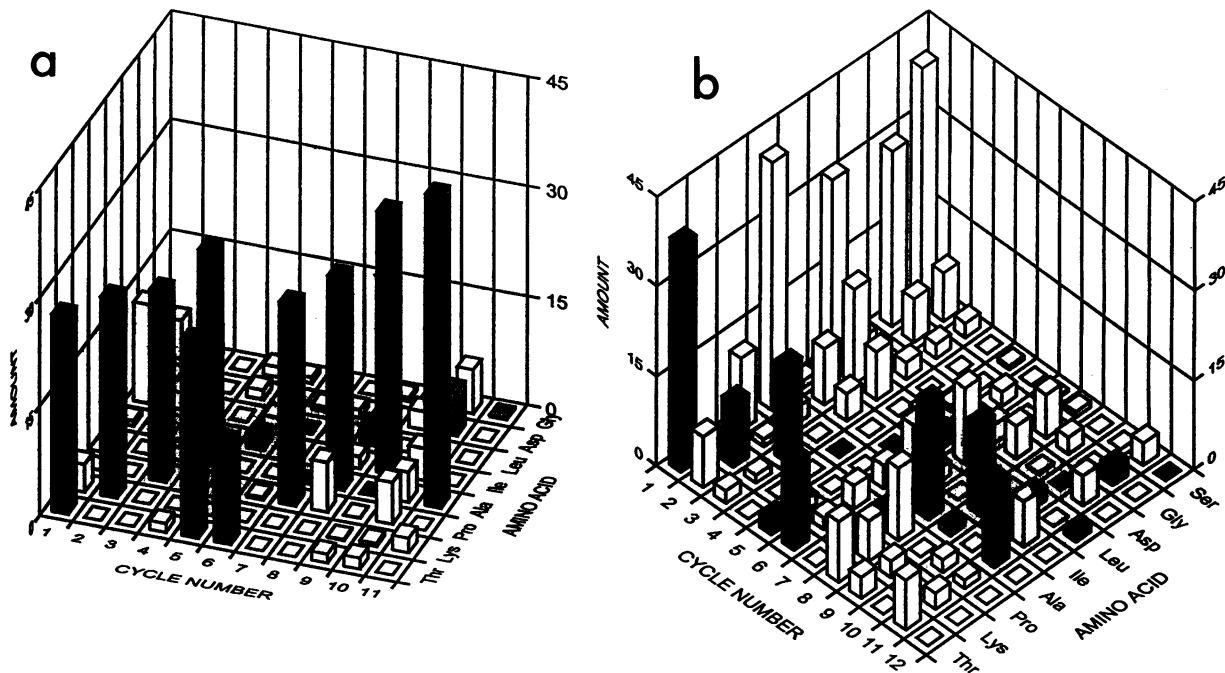 a
45
30
15
0
1 2 3 4 5 6 7 8 9 10 11
CYCLE NUMBER
Thr Lys Pro Ala Ile Leu Asp Gly
AMINO ACID
b
45
30
15
0
AMOUNT
45
30
15
0
1 2 3 4 5 6 7 8 9 10 11 12
CYCLE NUMBER
Thr Lys Pro Ala Ile Leu Asp Gly Ser
AMINO ACID